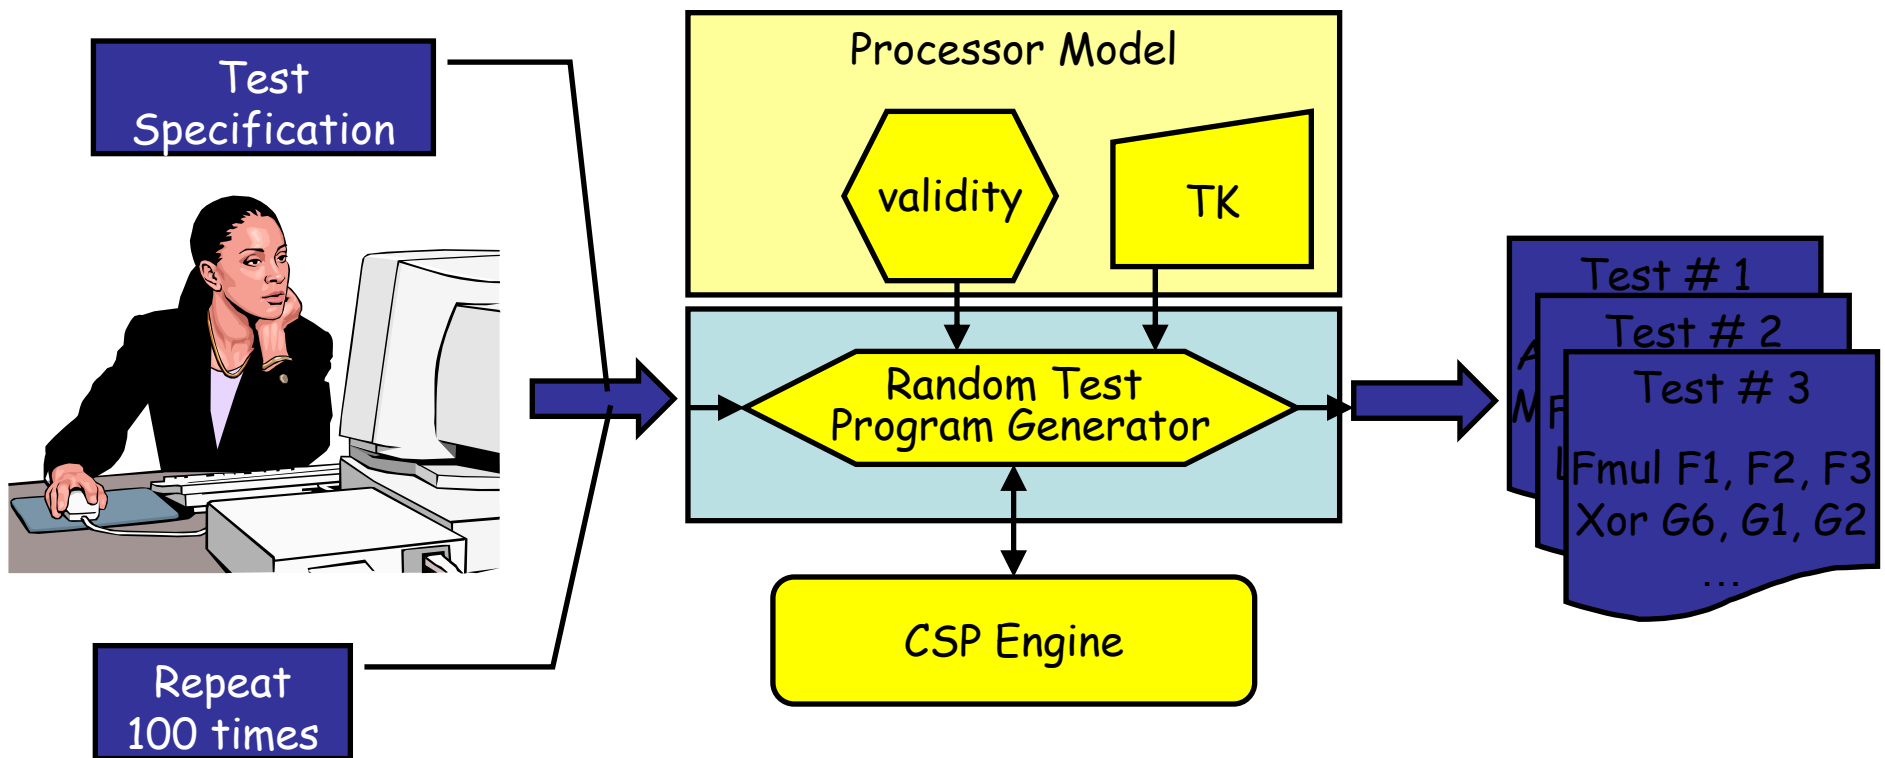 Test
Specification
Repeat
100 times
Processor Model
validity
TK
Random Test
Program Generator
CSP Engine
Test # 1
Test # 2
Test # 3
Fmul F1, F2, F3
Xor G6, G1, G2
...